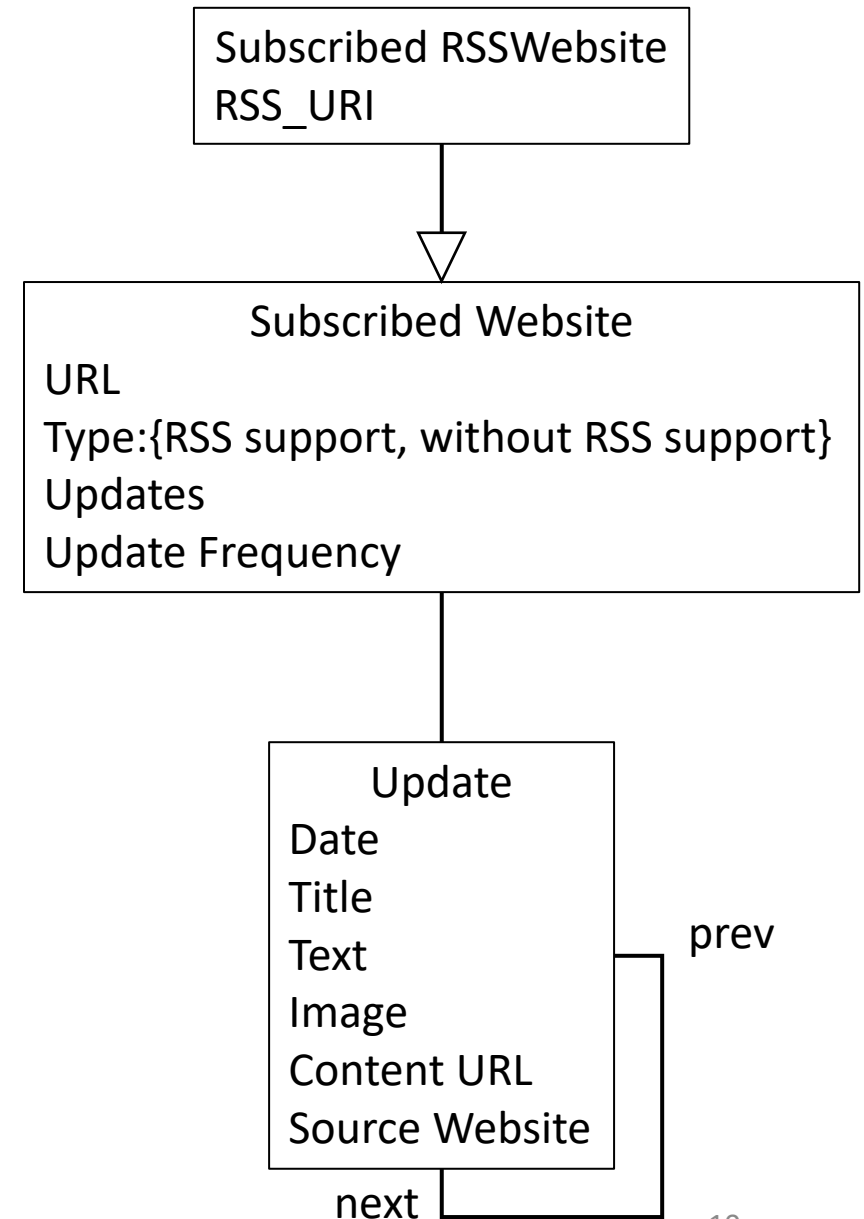 Subscribed RSSWebsite
RSS_URI
Subscribed Website
URL
Type:{RSS support, without RSS support}
Updates
Update Frequency
Update
Date
Title
Text
Image
Content URL
Source Website
prev
next